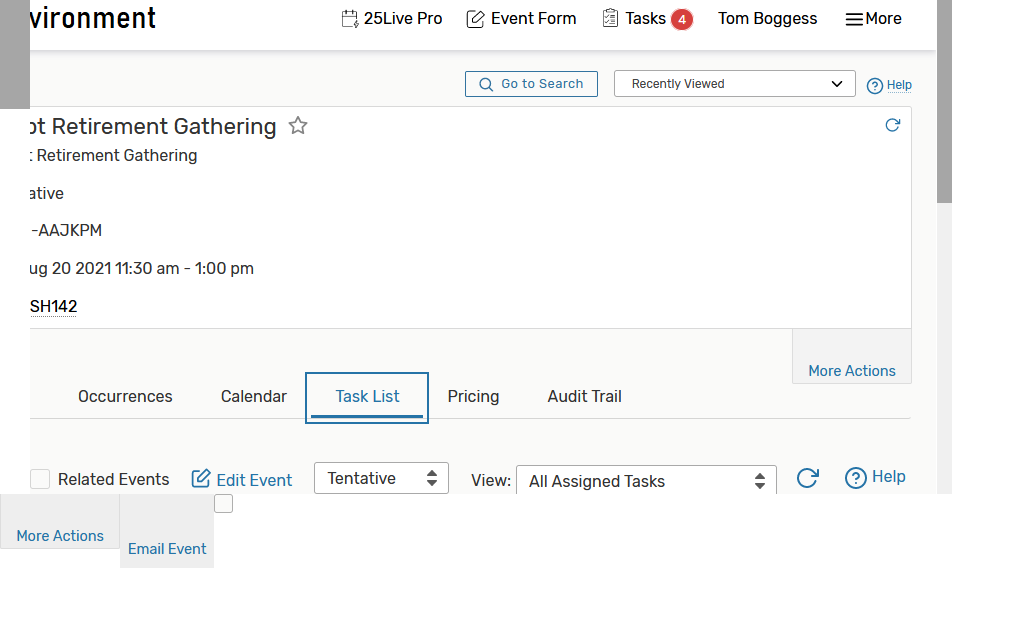 vironment
25Live Pro Event Form Tasks 4 Tom Boggess More
Go to Search Recently Viewed Help
ot Retirement Gathering
t Retirement Gathering
ative
-AAJKPM
ug 20 2021 11:30 am - 1:00 pm
SH142
More Actions
Occurrences Calendar Task List Pricing Audit Trail
Related Events Edit Event Tentative View: All Assigned Tasks Help
More Actions
Email Event